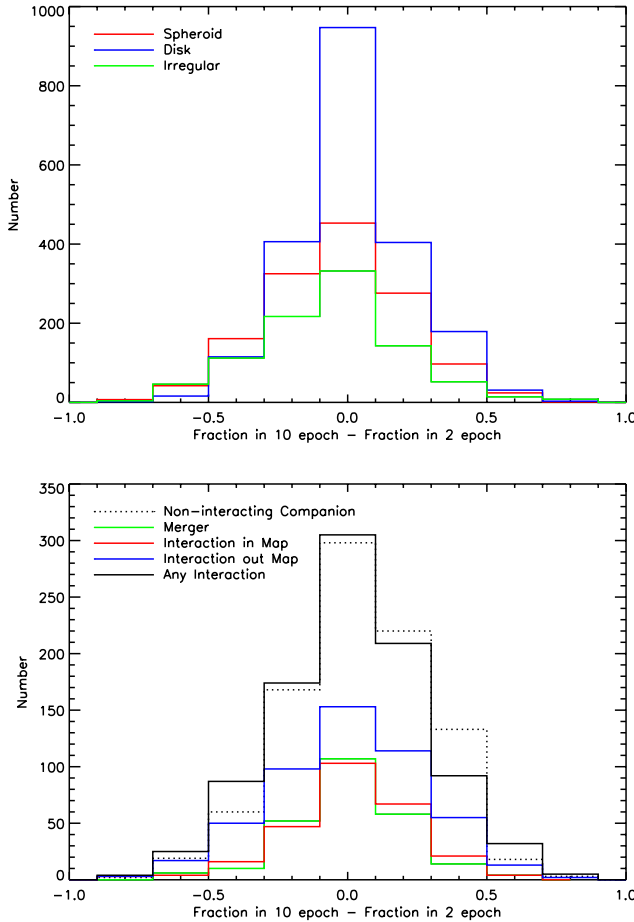 1000
800
600
400
200
0
Number
Spheroid
Disk
Irregular
-1.0 -0.5 0.0 0.5 1.0
Fraction in 10 epoch - Fraction in 2 epoch
350
300
250
200
150
100
50
0
Number
Non-interacting Companion
Merger
Interaction in Map
Interaction out Map
Any Interaction
-1.0 -0.5 0.0 0.5 1.0
Fraction in 10 epoch - Fraction in 2 epoch